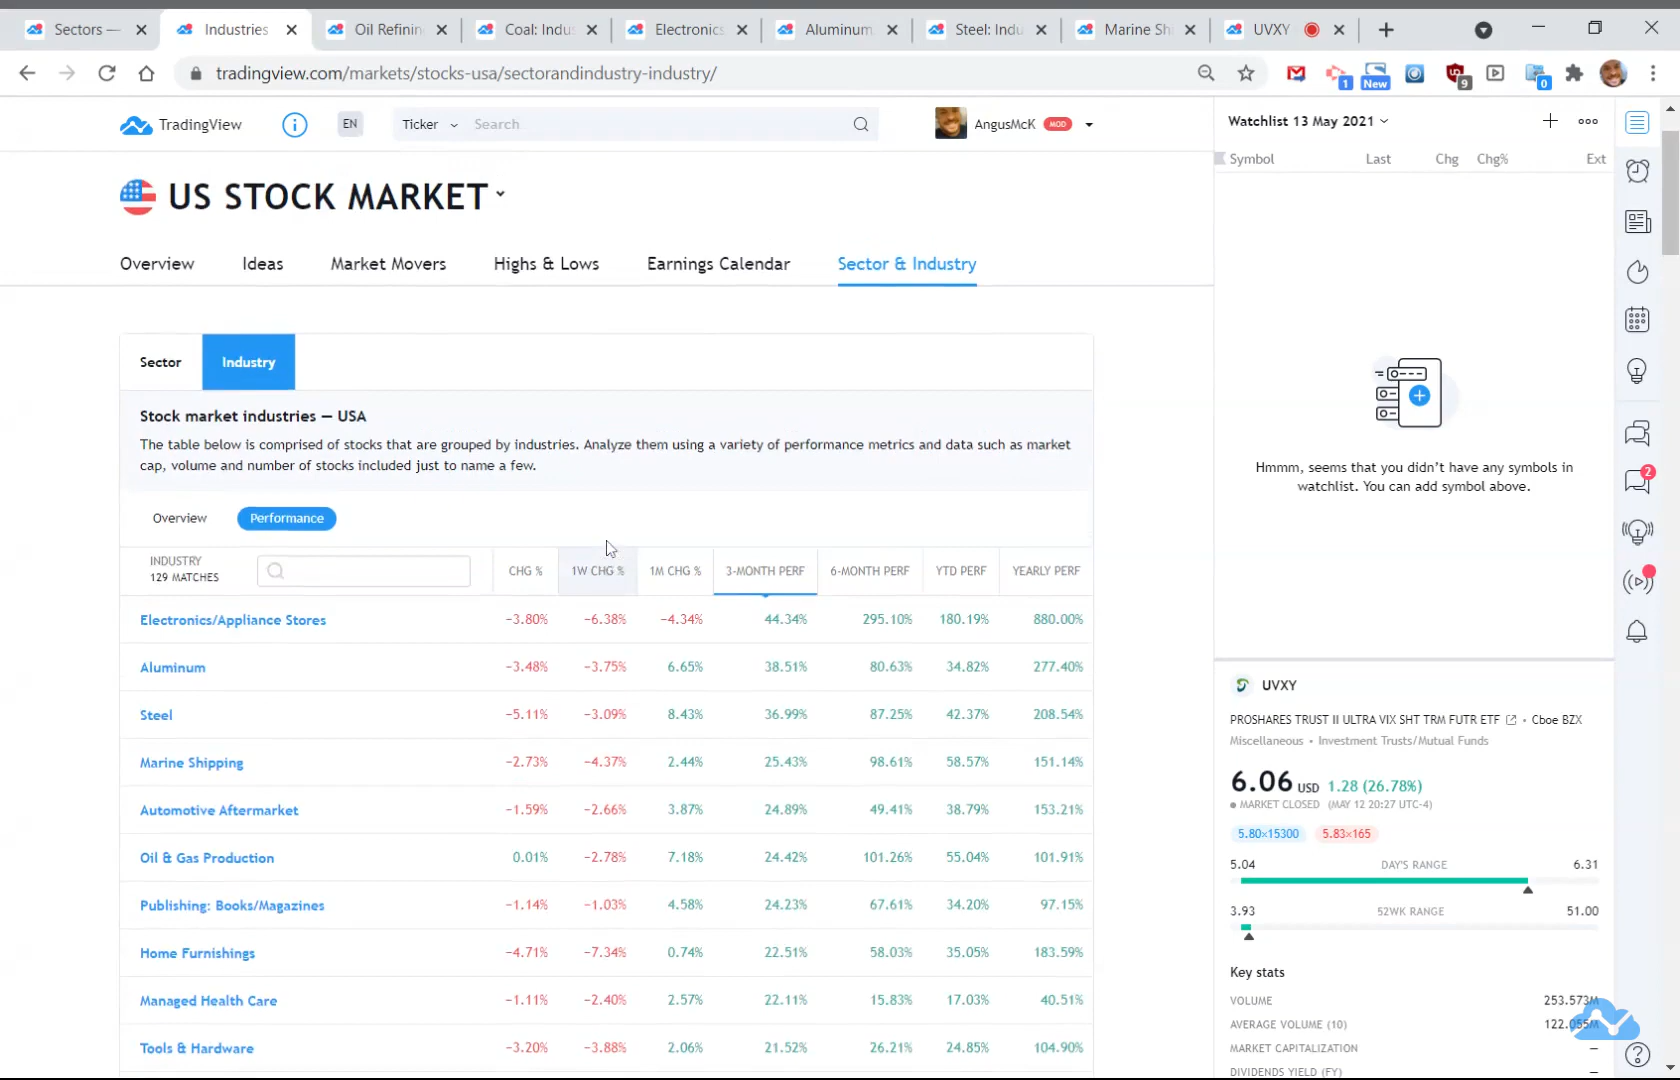 Sectors —
Industries
Oil Refinin
Coal: Indus
Electronics
Aluminum:
Steel: Indu
Marine Shi
UVXY
tradingview.com/markets/stocks-usa/sectorandindustry-industry/
1
New
9
0
TradingView
EN
Ticker
Search
AngusMcK MOD
US STOCK MARKET
Overview Ideas Market Movers Highs & Lows Earnings Calendar Sector & Industry
Sector Industry
Stock market industries — USA
The table below is comprised of stocks that are grouped by industries. Analyze them using a variety of performance metrics and data such as market
cap, volume and number of stocks included just to name a few.
Overview Performance
INDUSTRY
129 MATCHES
CHG % 1W CHG % 1M CHG % 3-MONTH PERF 6-MONTH PERF YTD PERF YEARLY PERF
Electronics/Appliance Stores −3.80% −6.38% −4.34% 44.34% 295.10% 180.19% 880.00%
Aluminum −3.48% −3.75% 6.65% 38.51% 80.63% 34.82% 277.40%
Steel −5.11% −3.09% 8.43% 36.99% 87.25% 42.37% 208.54%
Marine Shipping −2.73% −4.37% 2.44% 25.43% 98.61% 58.57% 151.14%
Automotive Aftermarket −1.59% −2.66% 3.87% 24.89% 49.41% 38.79% 153.21%
Oil & Gas Production 0.01% −2.78% 7.18% 24.42% 101.26% 55.04% 101.91%
Publishing: Books/Magazines −1.14% −1.03% 4.58% 24.23% 67.61% 34.20% 97.15%
Home Furnishings −4.71% −7.34% 0.74% 22.51% 58.03% 35.05% 183.59%
Managed Health Care −1.11% −2.40% 2.57% 22.11% 15.83% 17.03% 40.51%
Tools & Hardware −3.20% −3.88% 2.06% 21.52% 26.21% 24.85% 104.90%
Watchlist 13 May 2021
Symbol Last Chg Chg% Ext
Hmmm, seems that you didn't have any symbols in
watchlist. You can add symbol above.
2
UVXY
PROSHARES TRUST II ULTRA VIX SHT TRM FUTR ETF • Cboe BZX
Miscellaneous • Investment Trusts/Mutual Funds
6.06 USD 1.28 (26.78%)
MARKET CLOSED (MAY 12 20:27 UTC-4)
5.80×15300 5.83×165
5.04 DAY'S RANGE 6.31
3.93 52WK RANGE 51.00
Key stats
VOLUME 253.573M
AVERAGE VOLUME (10) 122.055M
MARKET CAPITALIZATION —
DIVIDENDS YIELD (FY) —